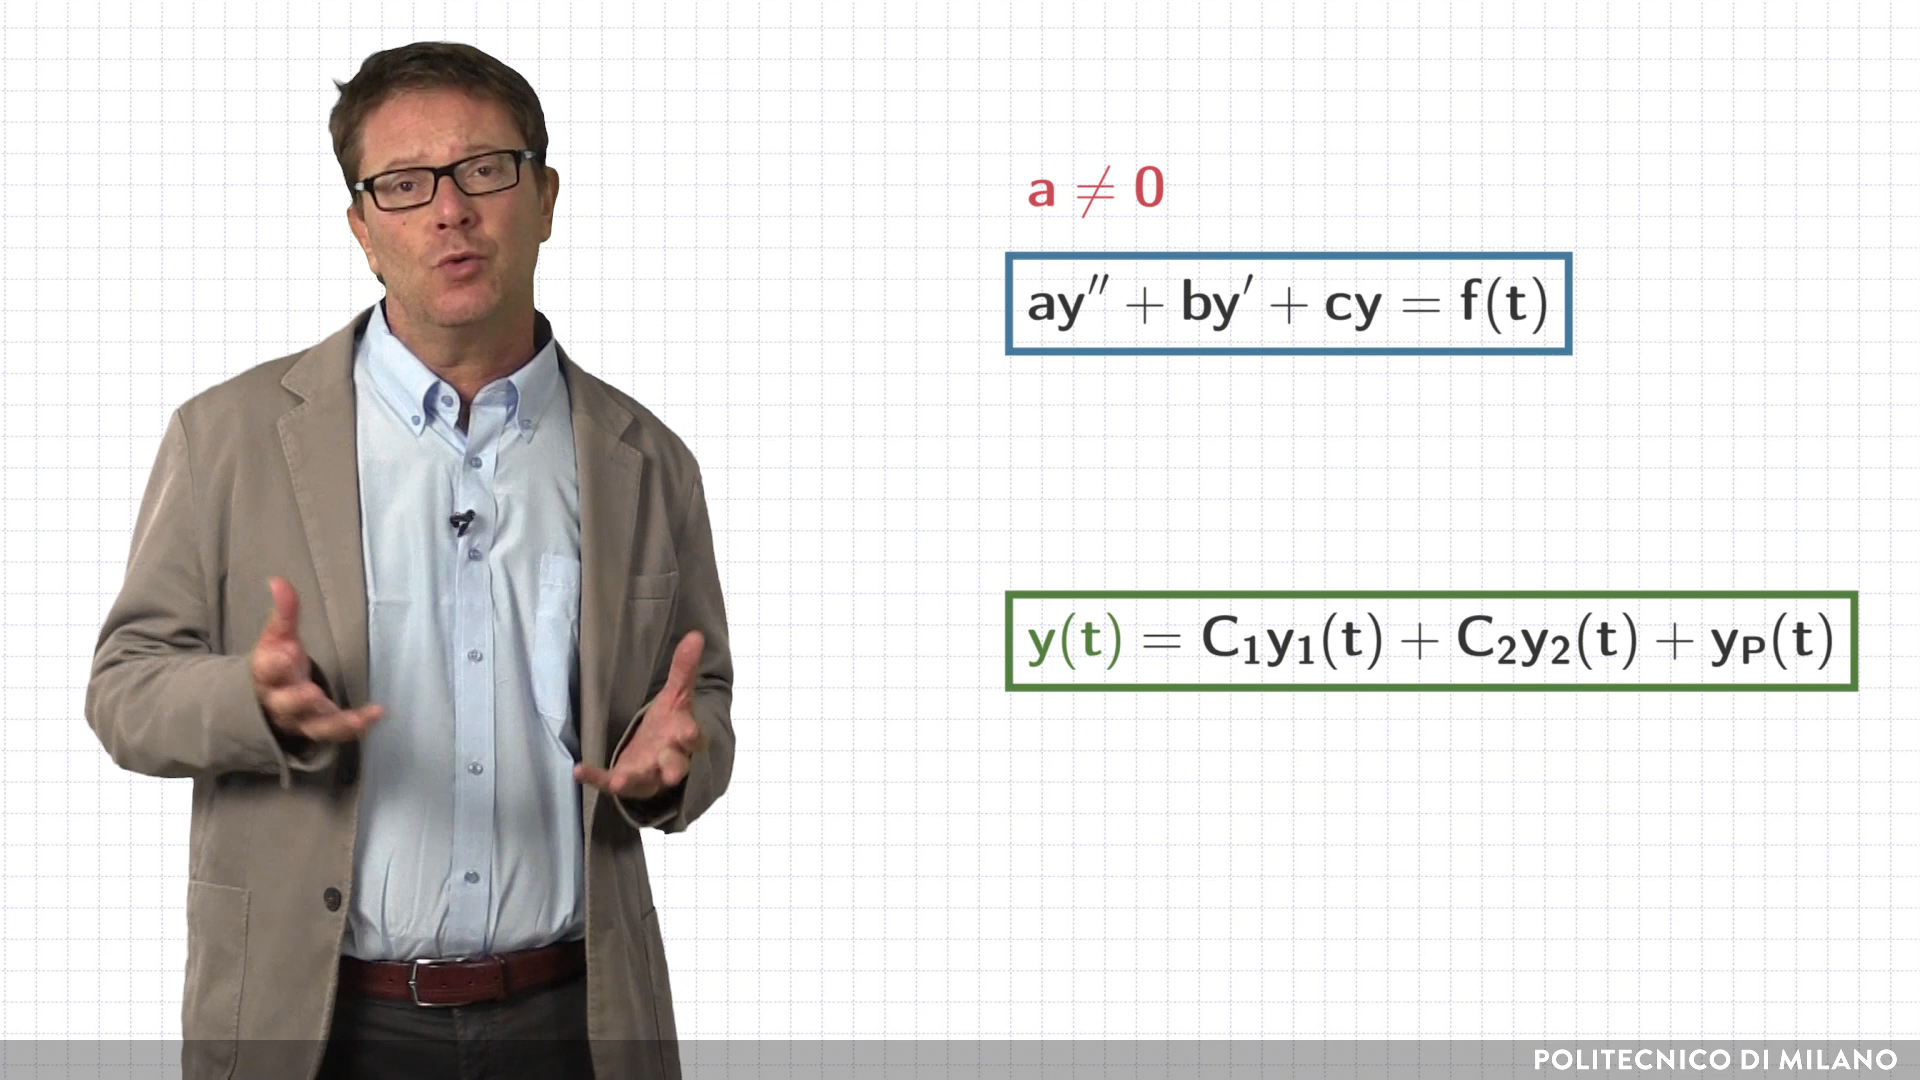 a ≠ 0
ay″ + by′ + cy = f(t)
y(t) = C₁y₁(t) + C₂y₂(t) + yₚ(t)
POLITECNICO DI MILANO